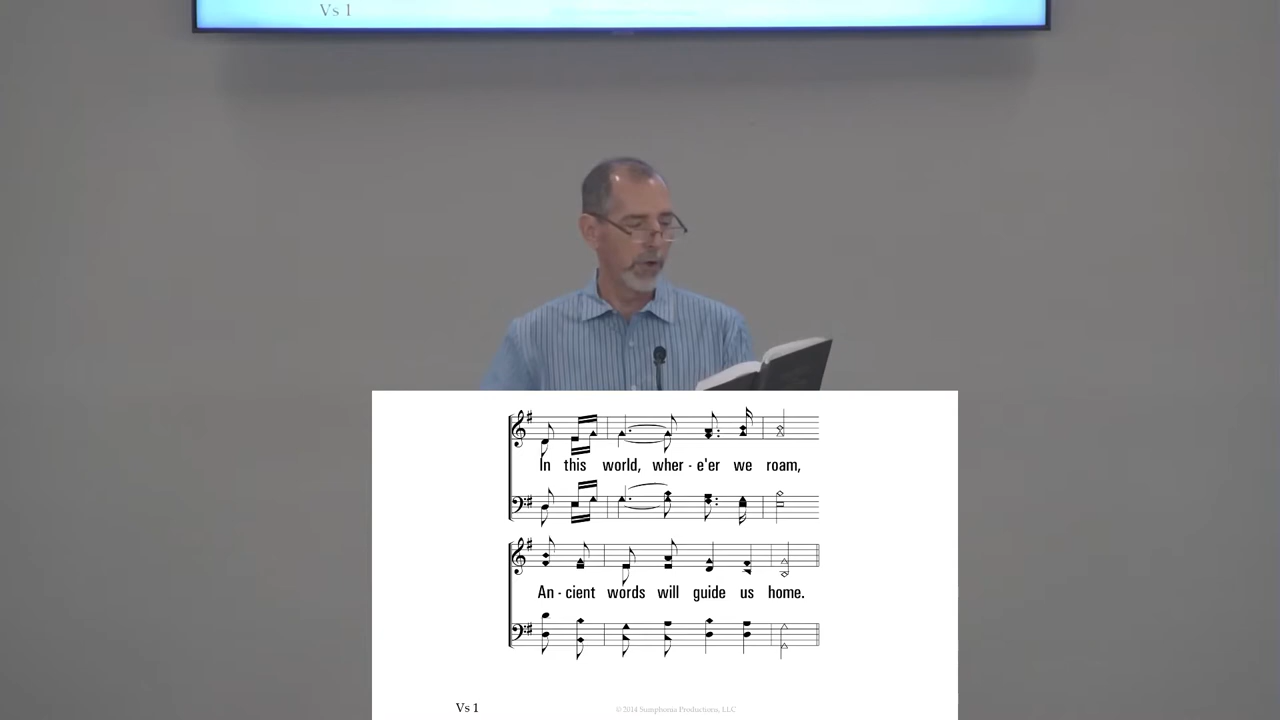 Vs 1
In this world, wher - e'er we roam,
An - cient words will guide us home.
Vs 1
© 2014 Sumphonia Productions, LLC